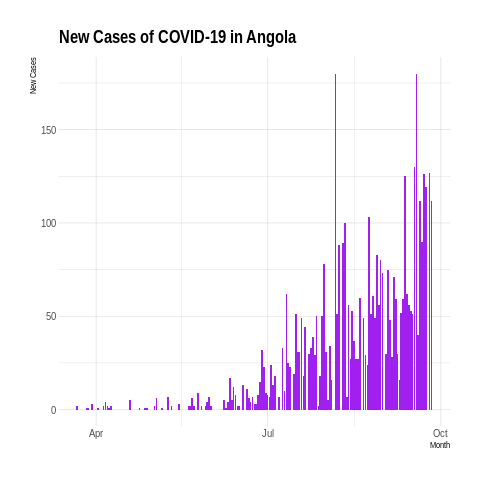 New Cases of COVID-19 in Angola
New Cases
150
100
50
0
Apr
Jul
Oct
Month